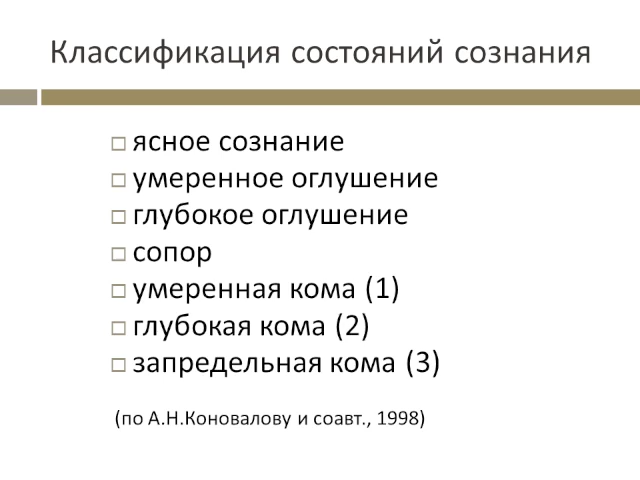 Классификация состояний сознания
ясное сознание
умеренное оглушение
глубокое оглушение
сопор
умеренная кома (1)
глубокая кома (2)
запредельная кома (3)
(по А.Н.Коновалову и соавт., 1998)